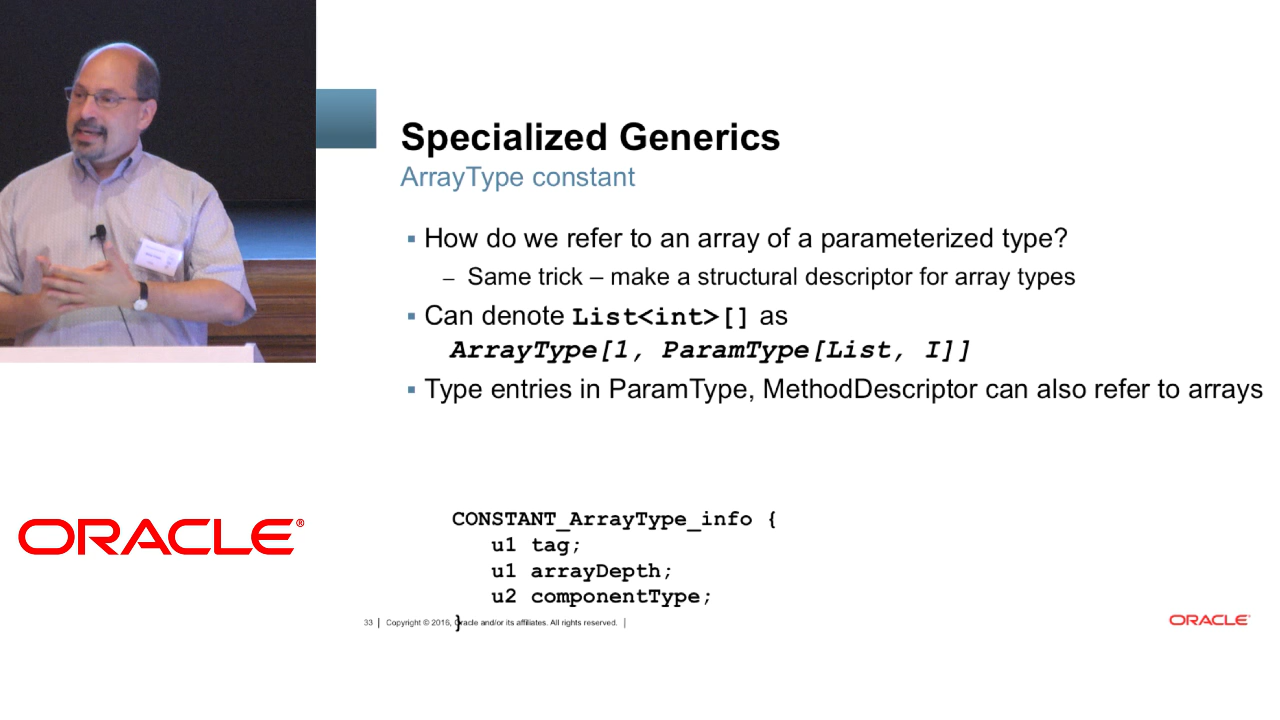 Specialized Generics
ArrayType constant
▪ How do we refer to an array of a parameterized type?
– Same trick – make a structural descriptor for array types
▪ Can denote List<int>[] as
ArrayType[1, ParamType[List, I]]
▪ Type entries in ParamType, MethodDescriptor can also refer to arrays
ORACLE®
CONSTANT_ArrayType_info {
u1 tag;
u1 arrayDepth;
u2 componentType;
}
33 | Copyright © 2016, Oracle and/or its affiliates. All rights reserved. |
ORACLE®